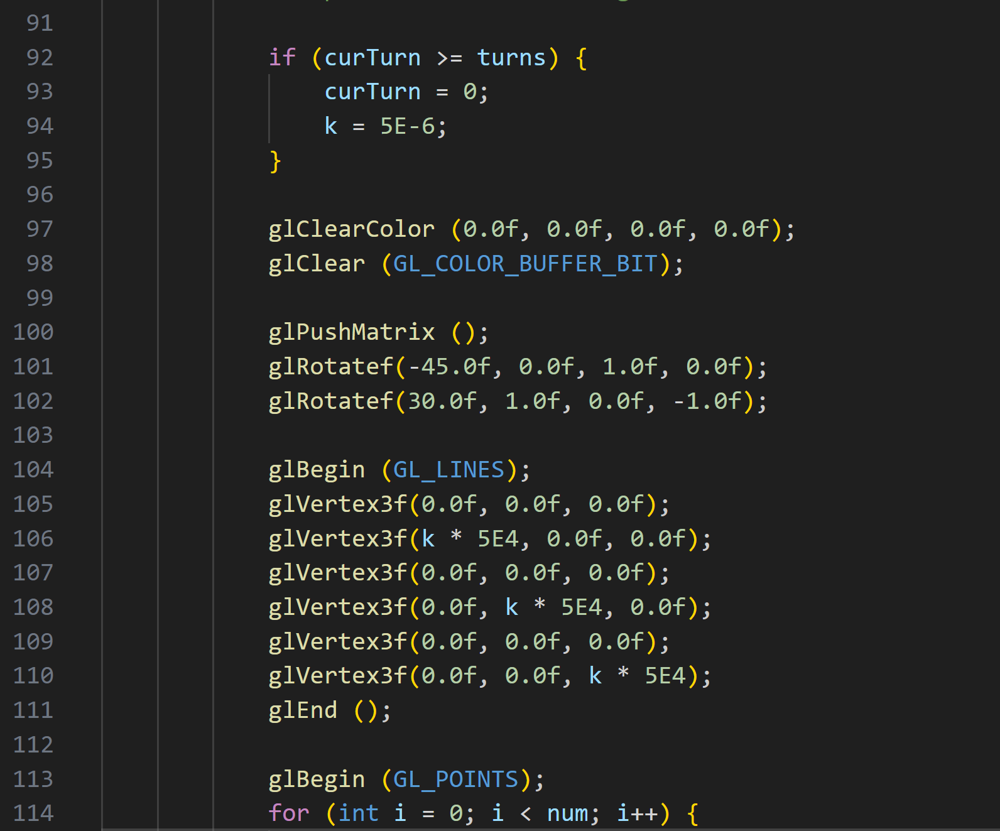 91
92 if (curTurn >= turns) {
93 curTurn = 0;
94 k = 5E-6;
95 }
96
97 glClearColor (0.0f, 0.0f, 0.0f, 0.0f);
98 glClear (GL_COLOR_BUFFER_BIT);
99
100 glPushMatrix ();
101 glRotatef(-45.0f, 0.0f, 1.0f, 0.0f);
102 glRotatef(30.0f, 1.0f, 0.0f, -1.0f);
103
104 glBegin (GL_LINES);
105 glVertex3f(0.0f, 0.0f, 0.0f);
106 glVertex3f(k * 5E4, 0.0f, 0.0f);
107 glVertex3f(0.0f, 0.0f, 0.0f);
108 glVertex3f(0.0f, k * 5E4, 0.0f);
109 glVertex3f(0.0f, 0.0f, 0.0f);
110 glVertex3f(0.0f, 0.0f, k * 5E4);
111 glEnd ();
112
113 glBegin (GL_POINTS);
114 for (int i = 0; i < num; i++) {